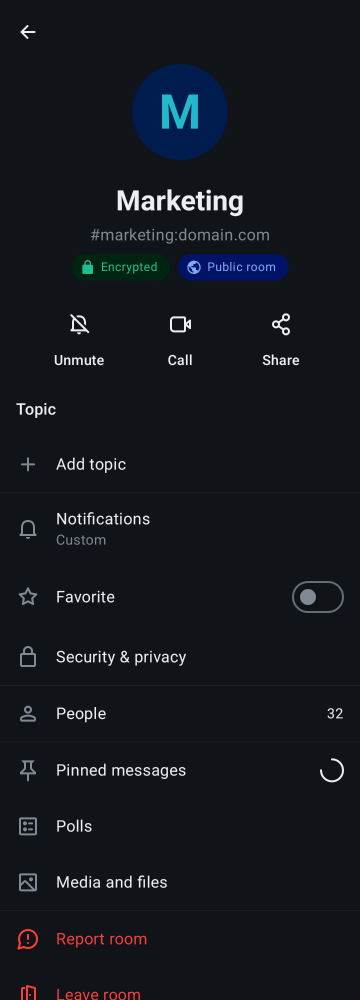 M
Marketing
#marketing:domain.com
Encrypted
Public room
Unmute
Call
Share
Topic
Add topic
Notifications
Custom
Favorite
Security & privacy
People
32
Pinned messages
Polls
Media and files
Report room
Leave room